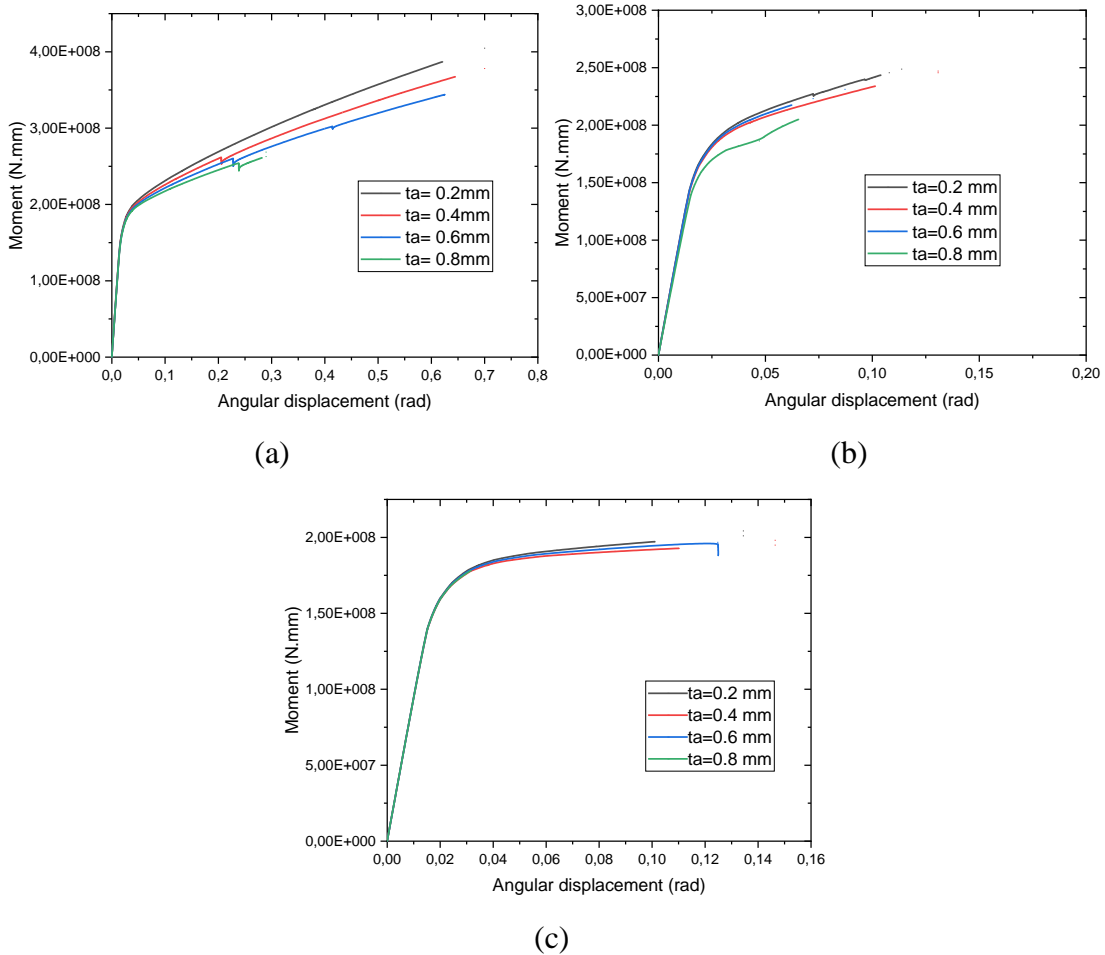 4,00E+008
3,00E+008
2,00E+008
1,00E+008
0,00E+000
Moment (N.mm)
0,0 0,1 0,2 0,3 0,4 0,5 0,6 0,7 0,8
Angular displacement (rad)
ta= 0.2mm
ta= 0.4mm
ta= 0.6mm
ta= 0.8mm
(a)
3,00E+008
2,50E+008
2,00E+008
1,50E+008
1,00E+008
5,00E+007
0,00E+000
Moment (N.mm)
0,00 0,05 0,10 0,15 0,20
Angular displacement (rad)
ta=0.2 mm
ta=0.4 mm
ta=0.6 mm
ta=0.8 mm
(b)
2,00E+008
1,50E+008
1,00E+008
5,00E+007
0,00E+000
Moment (N.mm)
0,00 0,02 0,04 0,06 0,08 0,10 0,12 0,14 0,16
Angular displacement (rad)
ta=0.2 mm
ta=0.4 mm
ta=0.6 mm
ta=0.8 mm
(c)